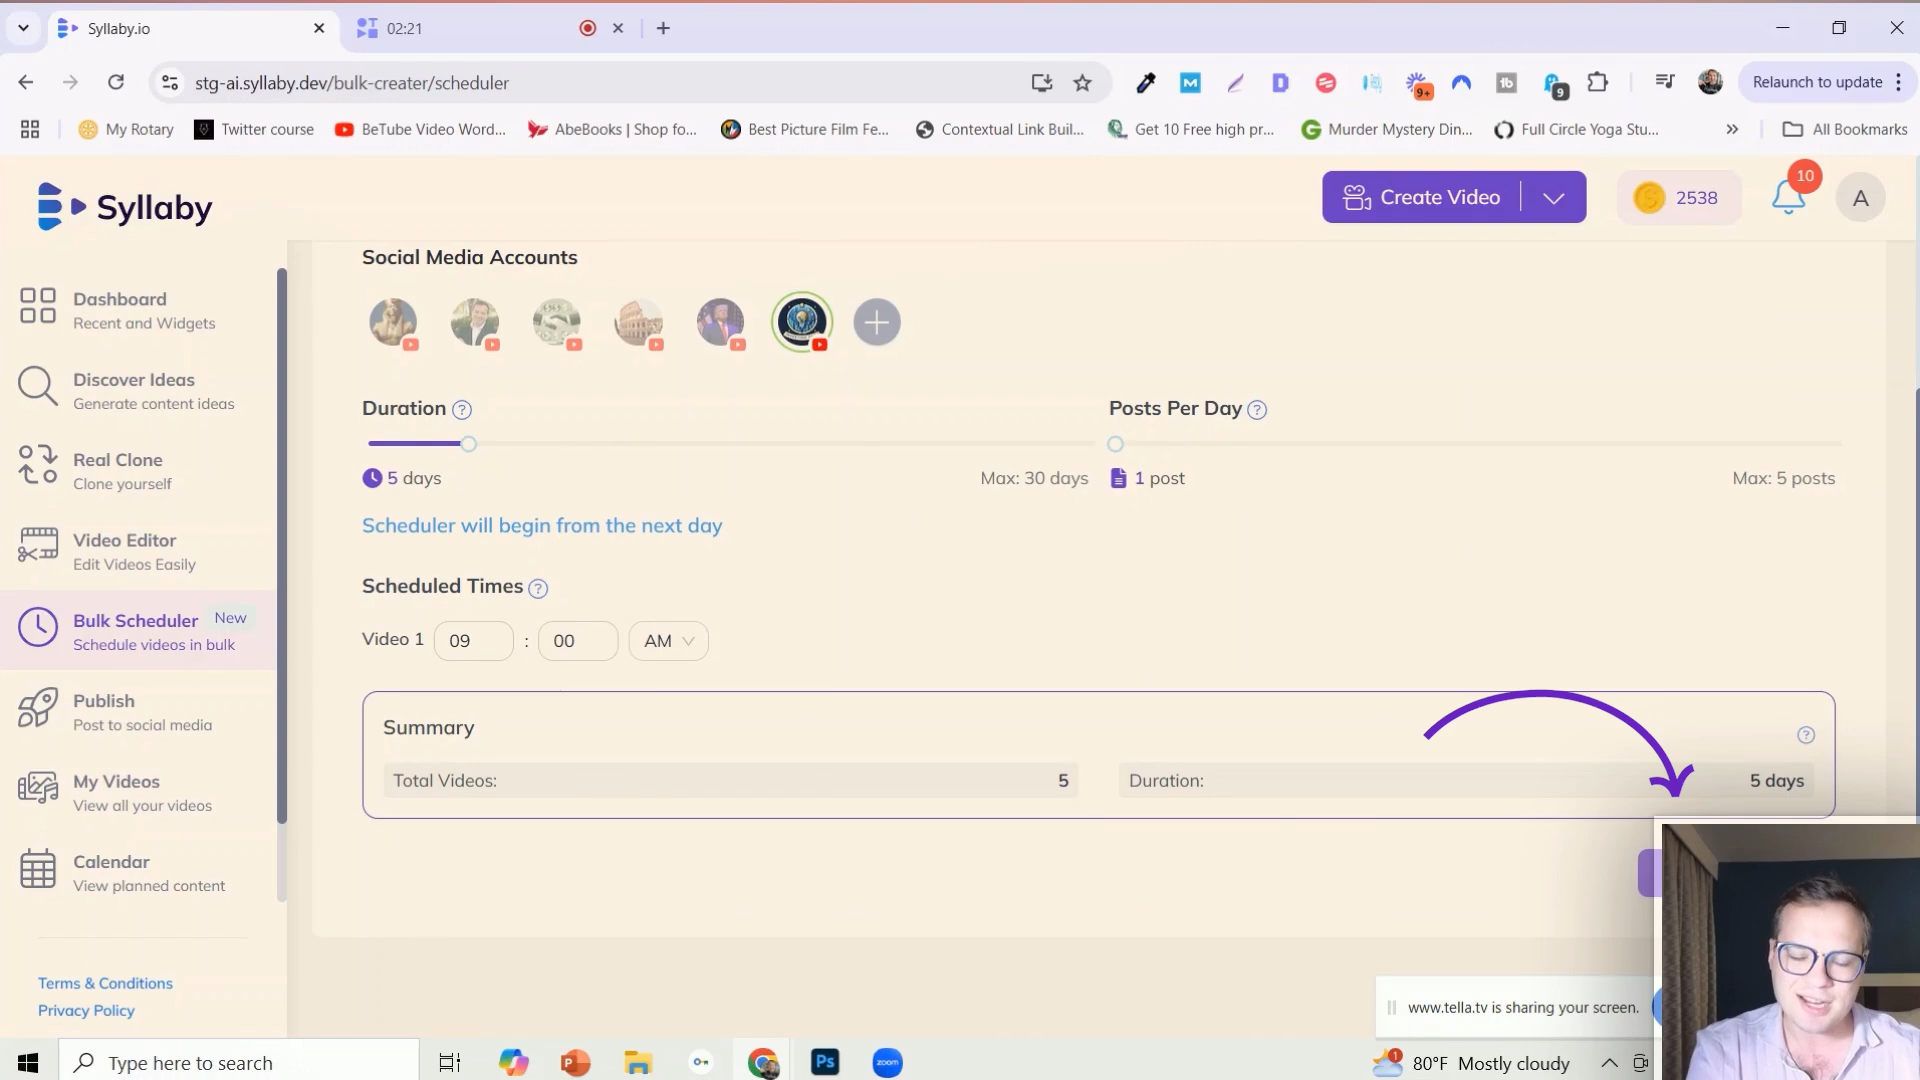 Syllaby.io
02:21
stg-ai.syllaby.dev/bulk-creater/scheduler
9+
9
Relaunch to update
My Rotary
Twitter course
BeTube Video Word...
AbeBooks | Shop fo...
Best Picture Film Fe...
Contextual Link Buil...
Get 10 Free high pr...
Murder Mystery Din...
Full Circle Yoga Stu...
All Bookmarks
Syllaby
Create Video
2538
10
A
Dashboard
Recent and Widgets
Discover Ideas
Generate content ideas
Real Clone
Clone yourself
Video Editor
Edit Videos Easily
Bulk Scheduler New
Schedule videos in bulk
Publish
Post to social media
My Videos
View all your videos
Calendar
View planned content
Terms & Conditions
Privacy Policy
Social Media Accounts
Duration ?
5 days
Max: 30 days
Posts Per Day ?
1 post
Max: 5 posts
Scheduler will begin from the next day
Scheduled Times ?
Video 1 09 : 00 AM
Summary
?
Total Videos: 5
Duration: 5 days
www.tella.tv is sharing your screen.
Type here to search
P
Ps
zoom
1
80°F Mostly cloudy